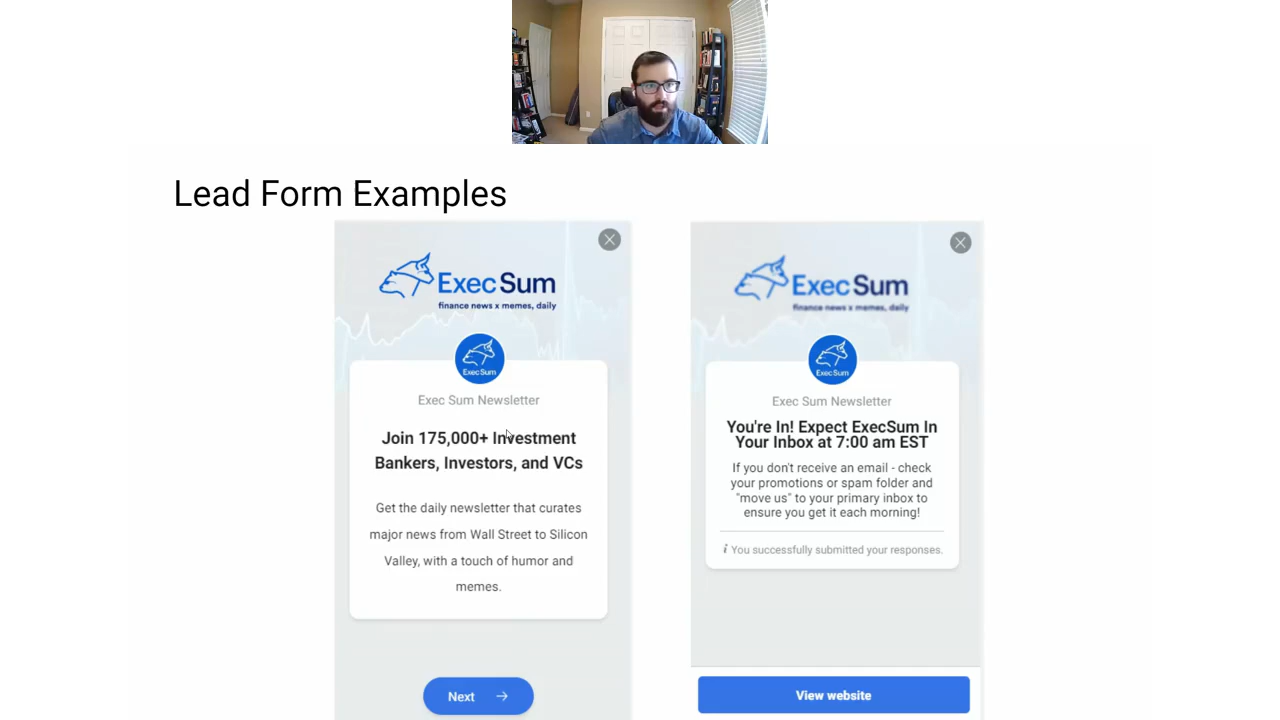 Lead Form Examples
ExecSum
finance news x memes, daily
ExecSum
Exec Sum Newsletter
Join 175,000+ Investment
Bankers, Investors, and VCs
Get the daily newsletter that curates
major news from Wall Street to Silicon
Valley, with a touch of humor and
memes.
Next
ExecSum
finance news x memes, daily
ExecSum
Exec Sum Newsletter
You're In! Expect ExecSum In
Your Inbox at 7:00 am EST
If you don't receive an email - check
your promotions or spam folder and
"move us" to your primary inbox to
ensure you get it each morning!
i You successfully submitted your responses.
View website